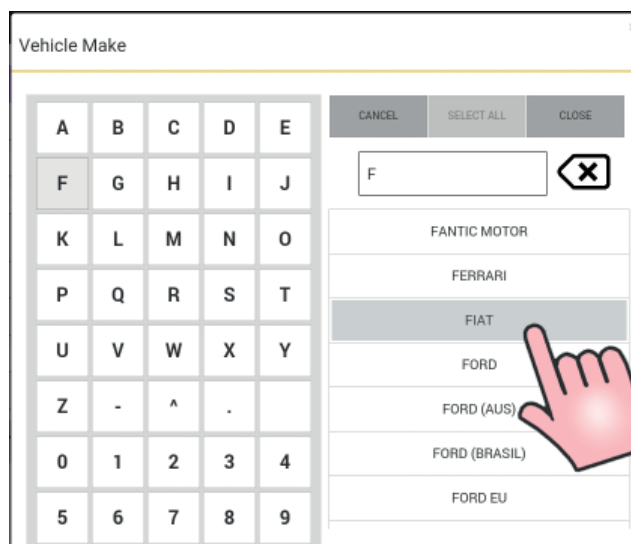 Vehicle Make
A B C D E
F G H I J
K L M N O
P Q R S T
U V W X Y
Z - ^ .
0 1 2 3 4
5 6 7 8 9
CANCEL SELECT ALL CLOSE
F
FANTIC MOTOR
FERRARI
FIAT
FORD
FORD (AUS)
FORD (BRASIL)
FORD EU